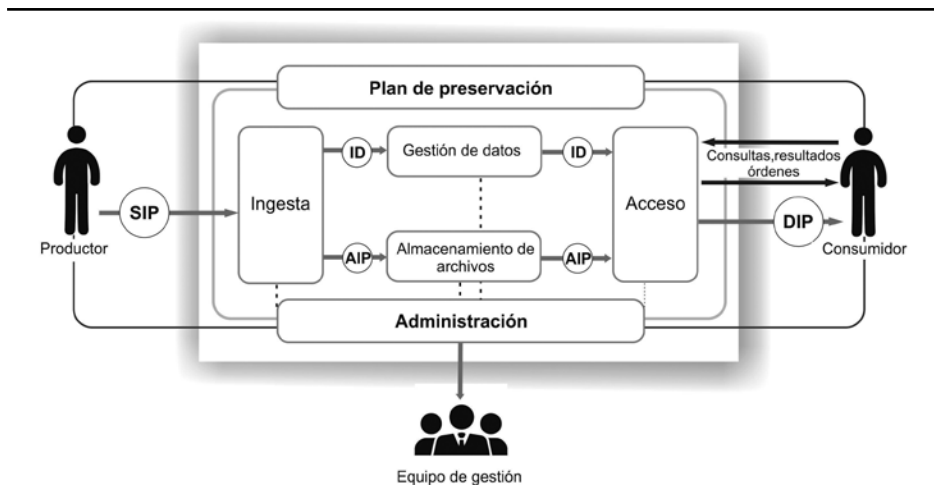 Plan de preservación
ID
Gestión de datos
ID
Consultas,resultados
órdenes
Ingesta
Acceso
SIP
DIP
Productor
Consumidor
AIP
Almacenamiento de
archivos
AIP
Administración
Equipo de gestión